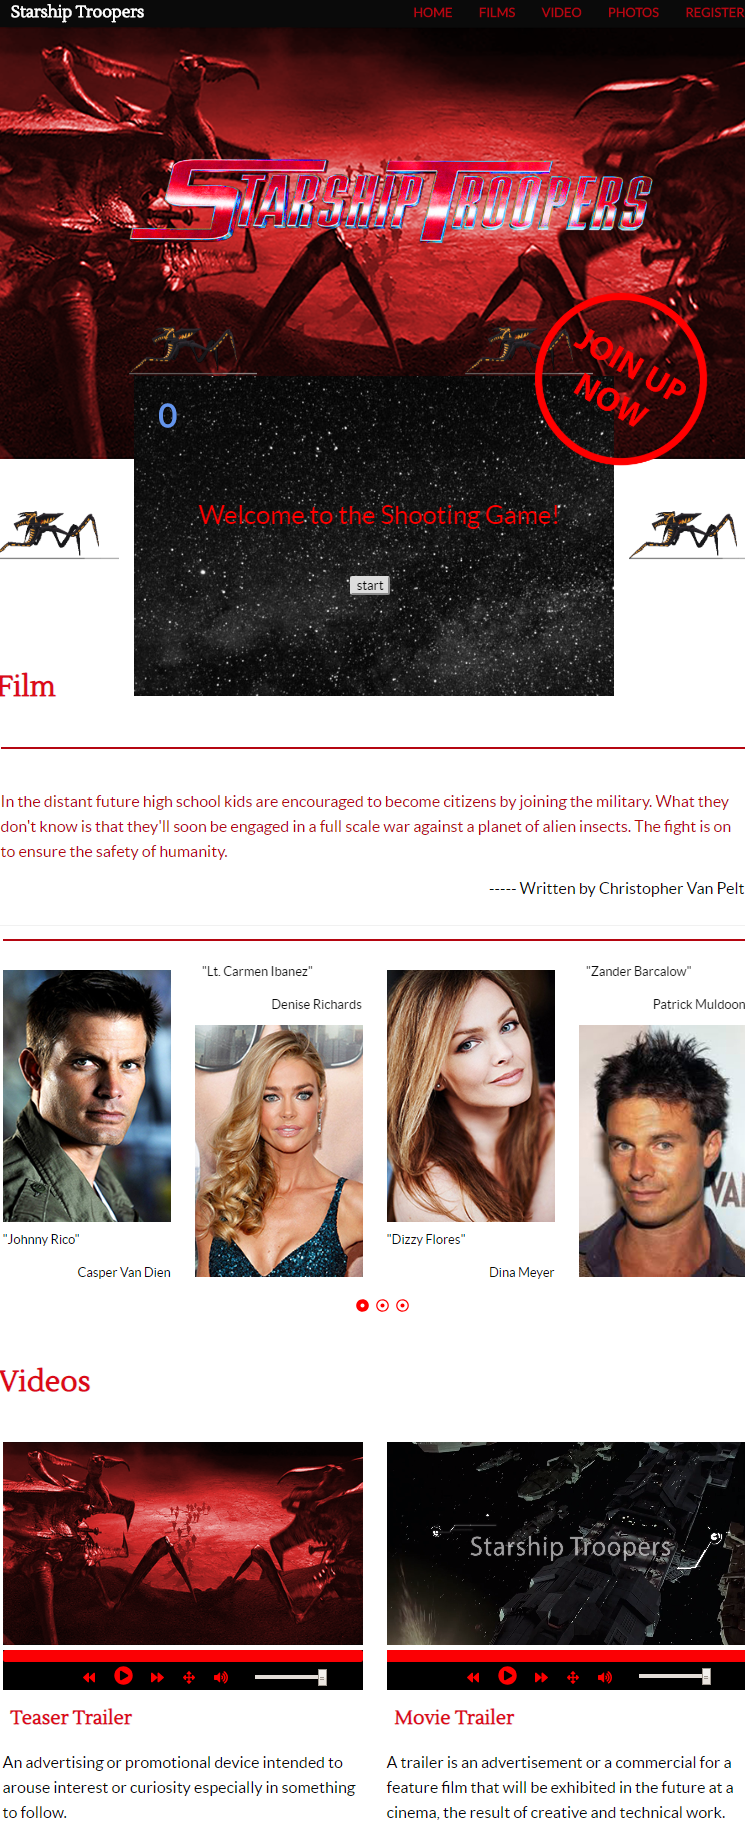 Starship Troopers
HOME FILMS VIDEO PHOTOS REGISTER
STARSHIP TROOPERS
JOIN UP
NOW
0
Welcome to the Shooting Game!
start
Film
In the distant future high school kids are encouraged to become citizens by joining the military. What they
don't know is that they'll soon be engaged in a full scale war against a planet of alien insects. The fight is on
to ensure the safety of humanity.
----- Written by Christopher Van Pelt
"Lt. Carmen Ibanez"
Denise Richards
"Zander Barcalow"
Patrick Muldoon
VAN
"Johnny Rico"
Casper Van Dien
"Dizzy Flores"
Dina Meyer
Videos
Starship Troopers
Teaser Trailer
An advertising or promotional device intended to
arouse interest or curiosity especially in something
to follow.
Movie Trailer
A trailer is an advertisement or a commercial for a
feature film that will be exhibited in the future at a
cinema, the result of creative and technical work.